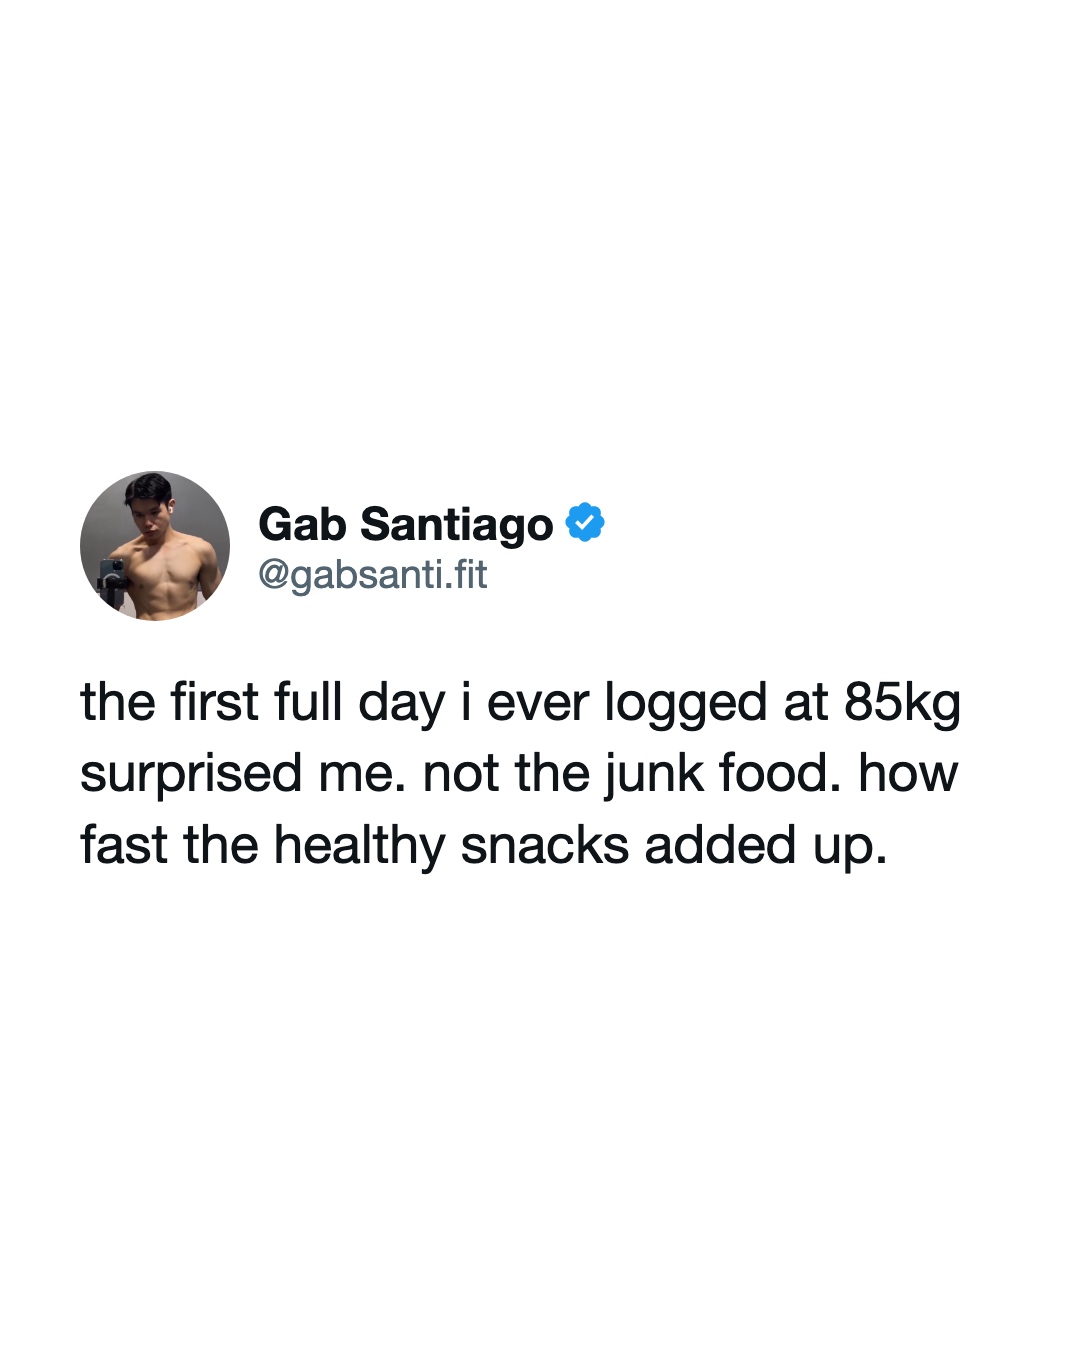 Gab Santiago
@gabsanti.fit
the first full day i ever logged at 85kg
surprised me. not the junk food. how
fast the healthy snacks added up.